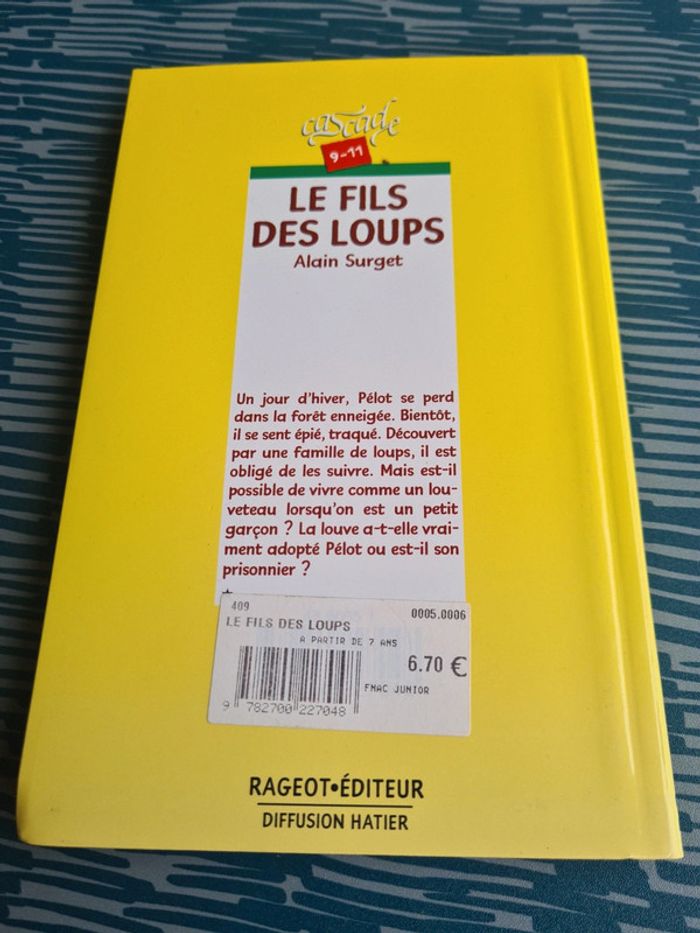 cascade
9-11
LE FILS
DES LOUPS
Alain Surget
Un jour d'hiver, Pélot se perd
dans la forêt enneigée. Bientôt,
il se sent épié, traqué. Découvert
par une famille de loups, il est
obligé de les suivre. Mais est-il
possible de vivre comme un lou-
veteau lorsqu'on est un petit
garçon ? La louve a-t-elle vrai-
ment adopté Pélot ou est-il son
prisonnier ?
409 0005.0006
LE FILS DES LOUPS
A PARTIR DE 7 ANS
6.70 €
FNAC JUNIOR
9 782700 227048
RAGEOT•ÉDITEUR
DIFFUSION HATIER